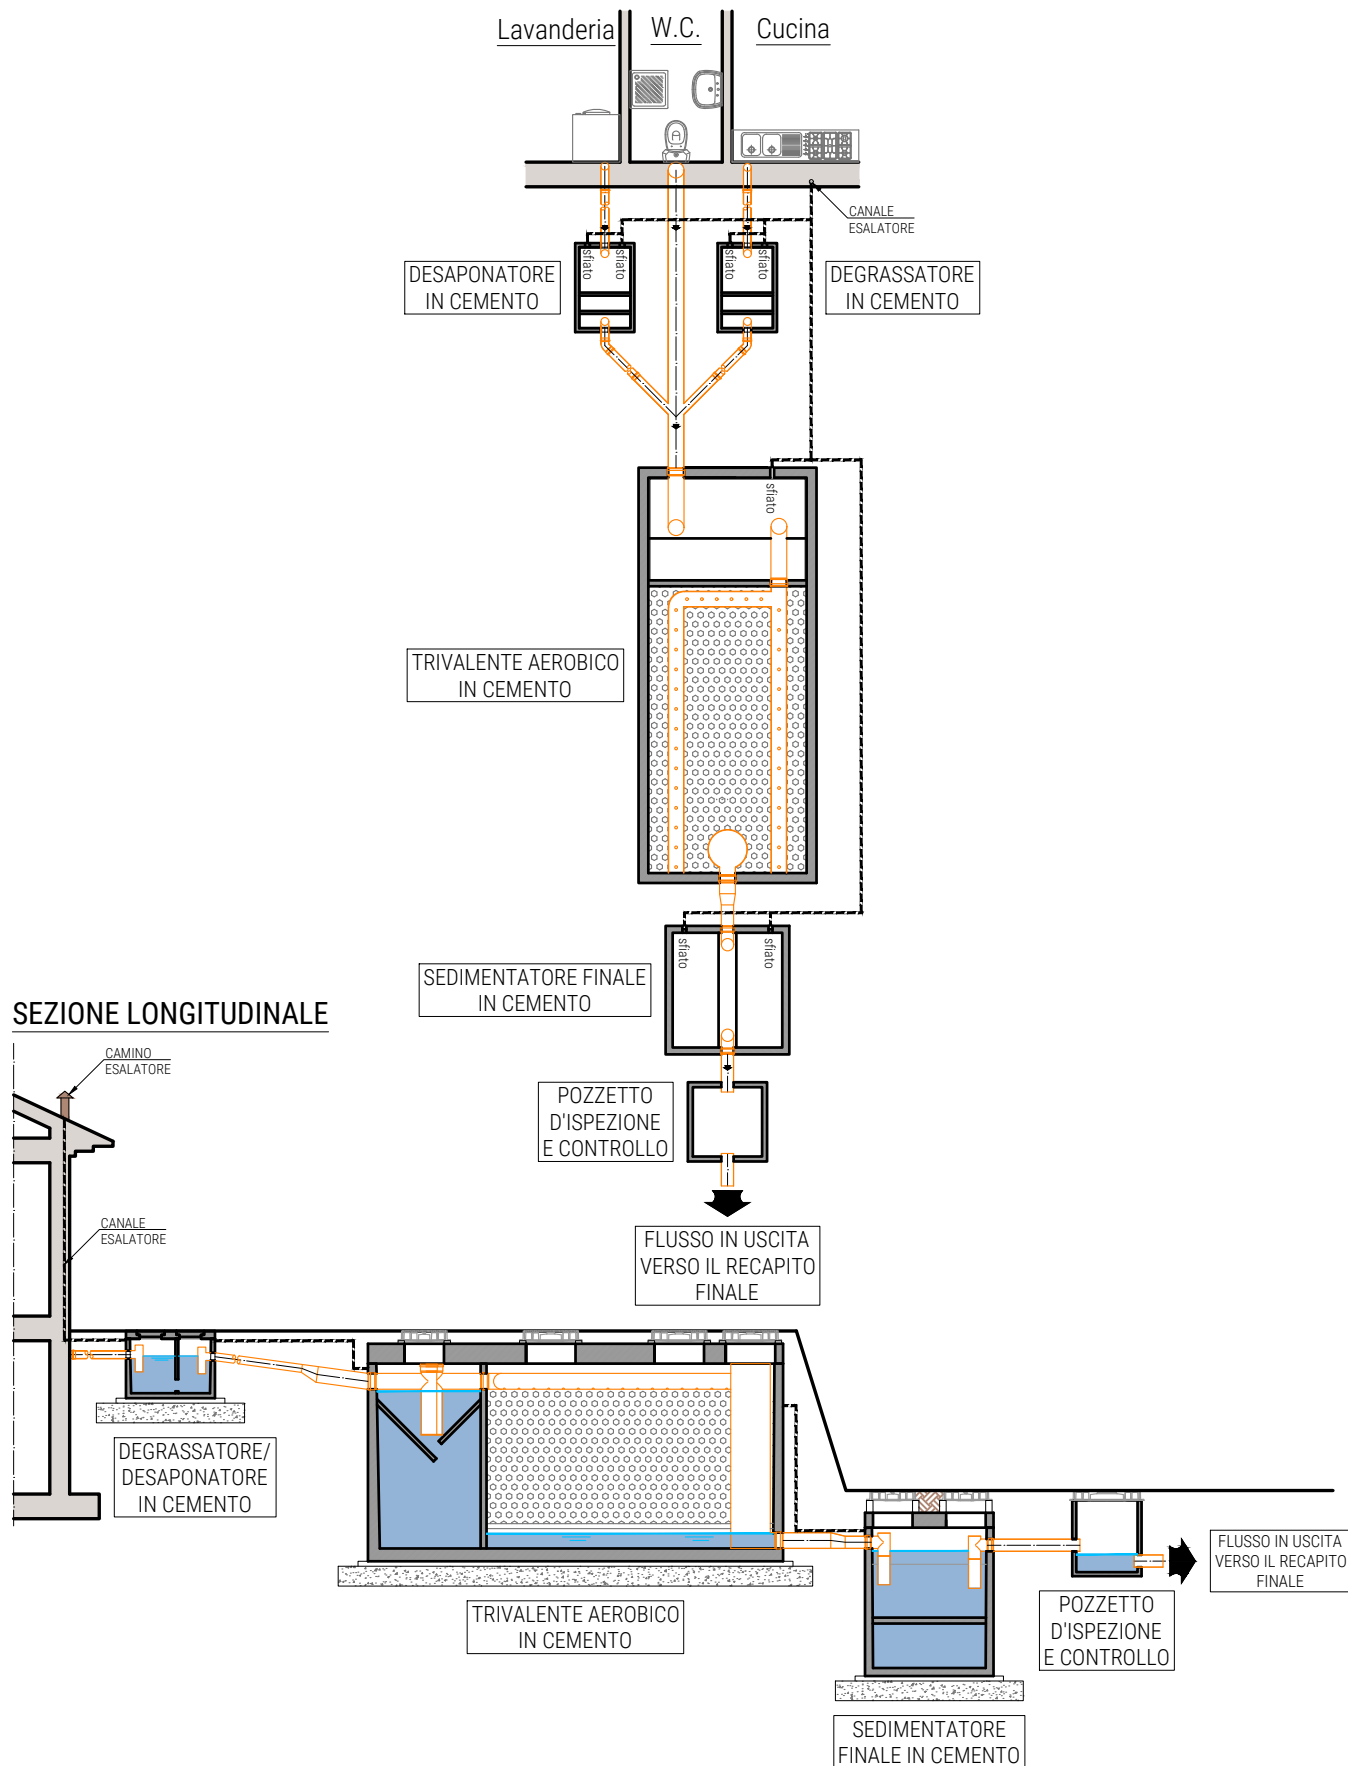 Lavanderia
W.C.
Cucina
CANALE
ESALATORE
sfiato
sfiato
sfiato
sfiato
DESAPONATORE
IN CEMENTO
DEGRASSATORE
IN CEMENTO
sfiato
TRIVALENTE AEROBICO
IN CEMENTO
sfiato
sfiato
SEDIMENTATORE FINALE
IN CEMENTO
SEZIONE LONGITUDINALE
CAMINO
ESALATORE
POZZETTO
D'ISPEZIONE
E CONTROLLO
CANALE
ESALATORE
FLUSSO IN USCITA
VERSO IL RECAPITO
FINALE
DEGRASSATORE/
DESAPONATORE
IN CEMENTO
FLUSSO IN USCITA
VERSO IL RECAPITO
FINALE
TRIVALENTE AEROBICO
IN CEMENTO
POZZETTO
D'ISPEZIONE
E CONTROLLO
SEDIMENTATORE
FINALE IN CEMENTO